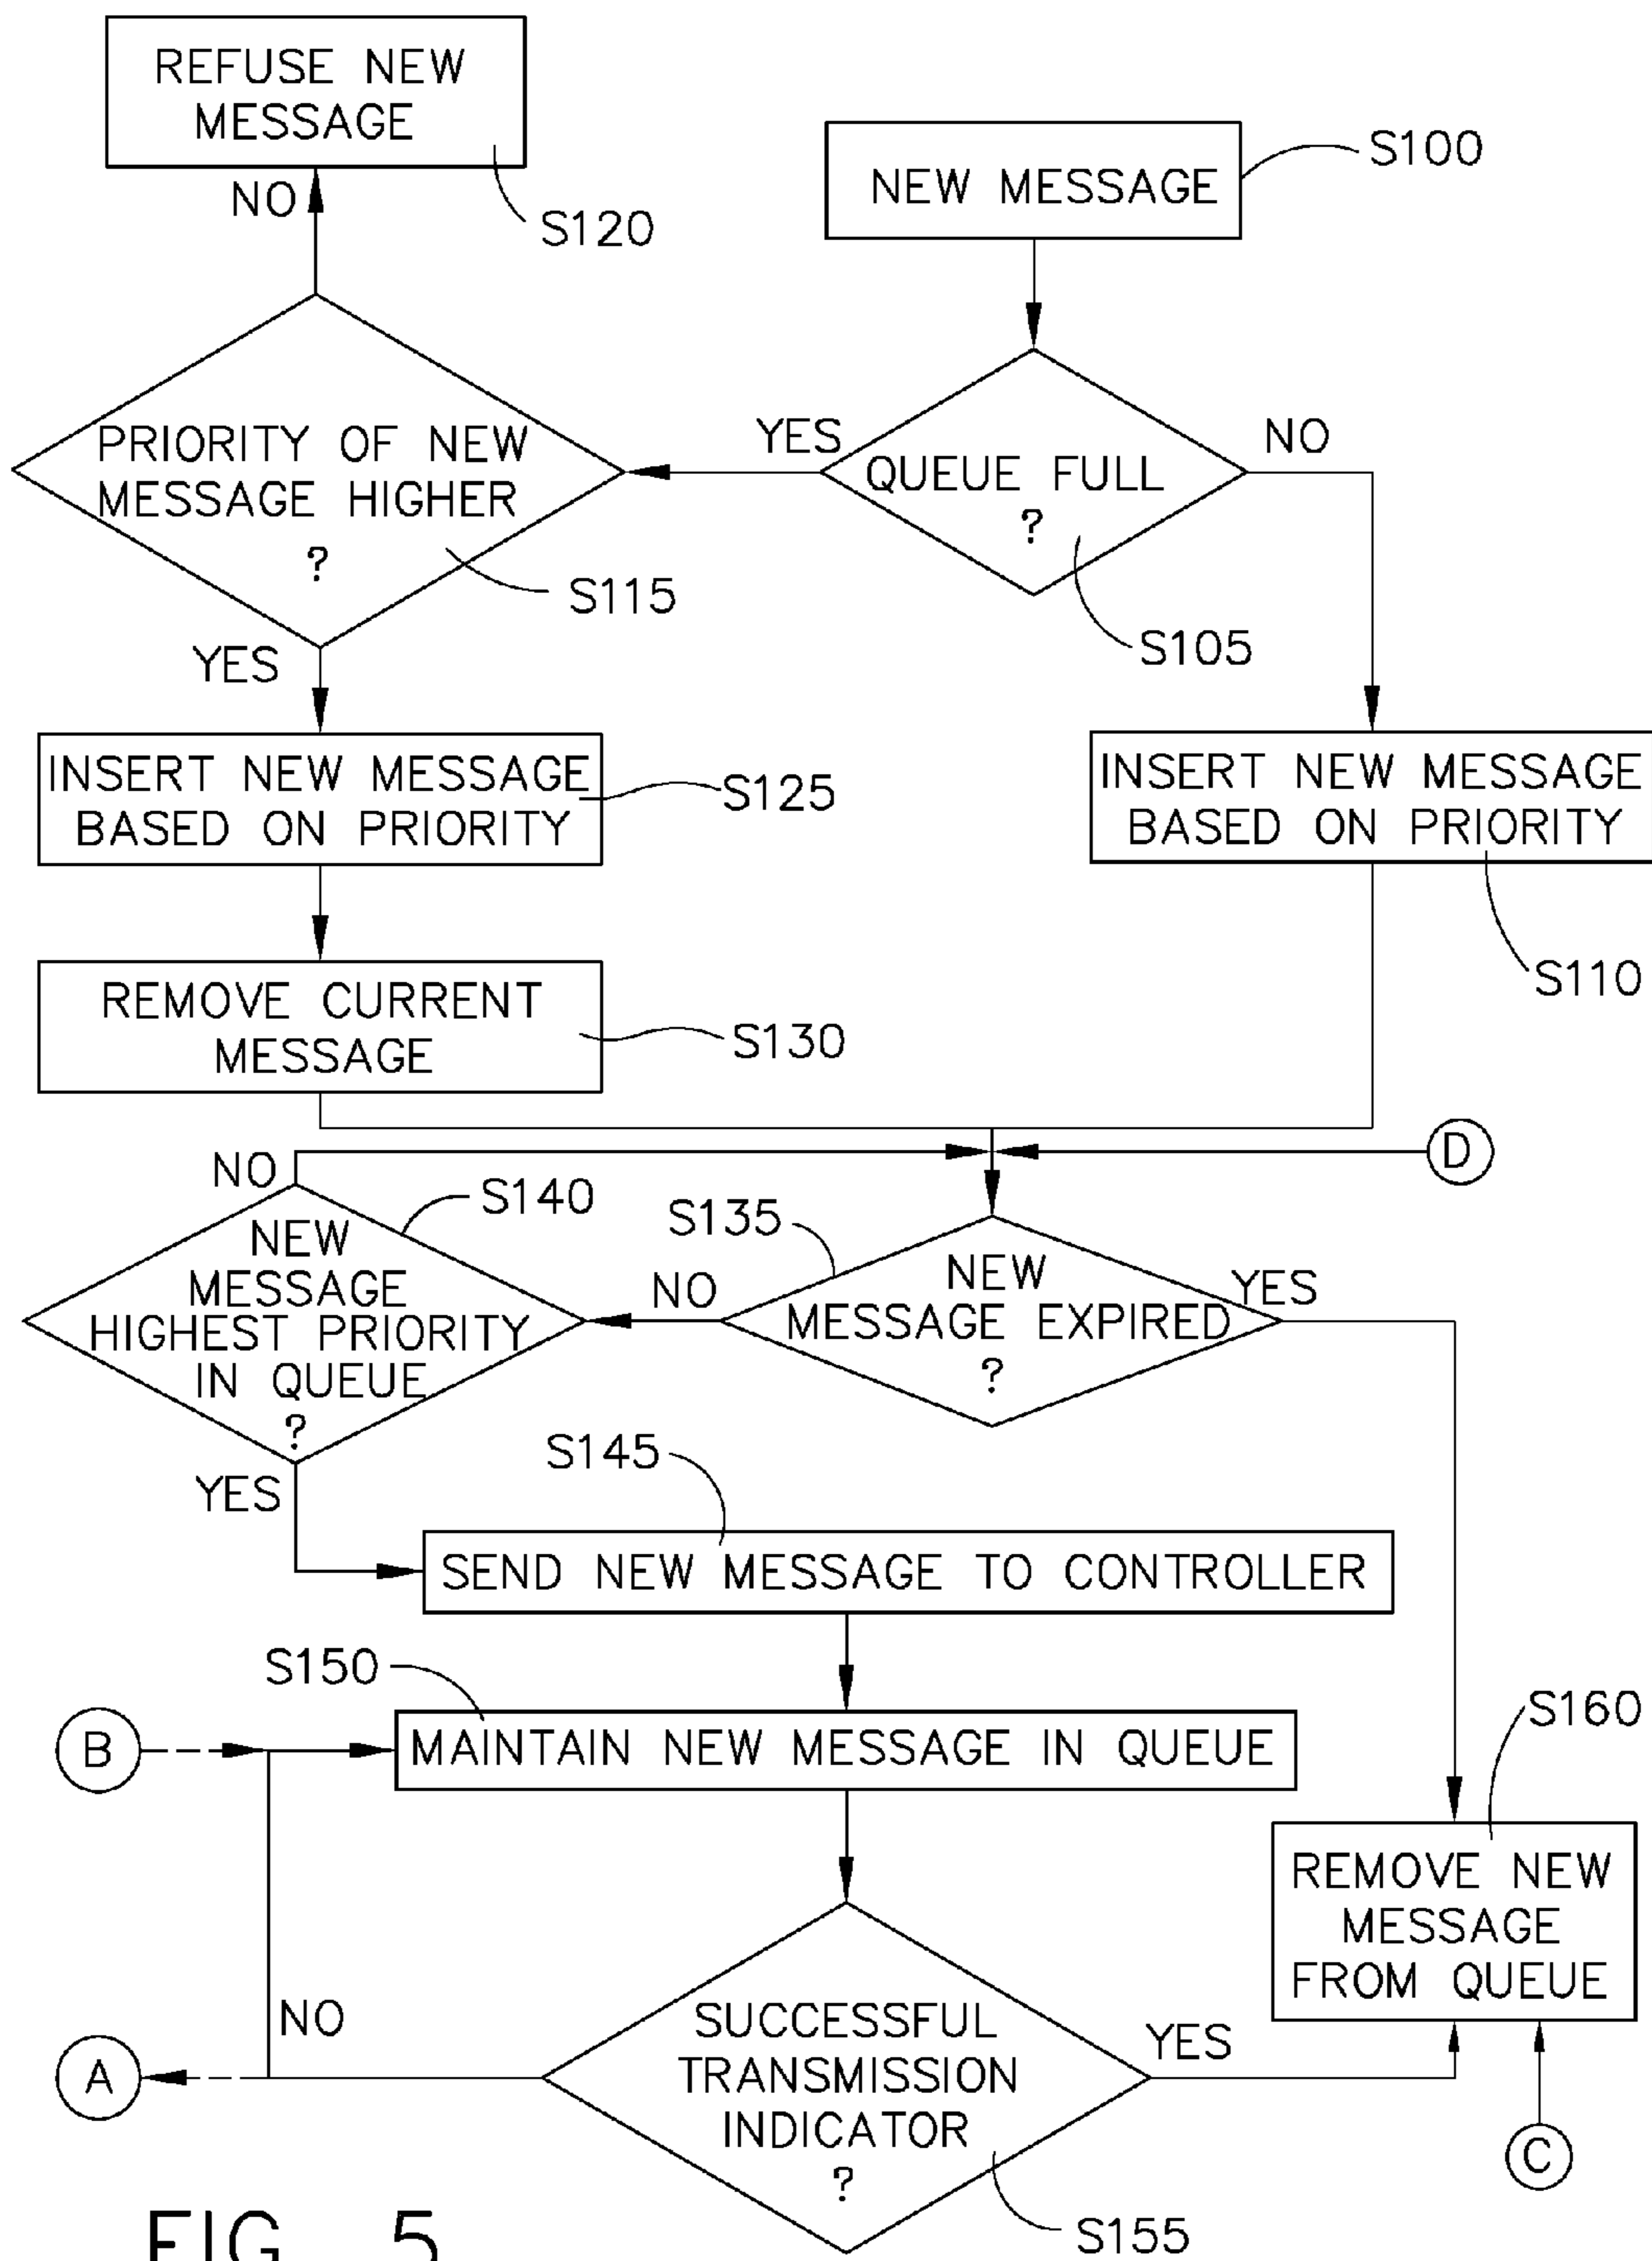 REFUSE NEW
MESSAGE
NO
S120
NEW MESSAGE
S100
PRIORITY OF NEW
MESSAGE HIGHER
?
S115
YES
QUEUE FULL
?
NO
S105
YES
INSERT NEW MESSAGE
BASED ON PRIORITY
S125
INSERT NEW MESSAGE
BASED ON PRIORITY
S110
REMOVE CURRENT
MESSAGE
S130
D
NO
S140
NEW
MESSAGE
HIGHEST PRIORITY
IN QUEUE
?
S135
NO
NEW
MESSAGE EXPIRED
?
YES
YES
S145
SEND NEW MESSAGE TO CONTROLLER
S150
B
MAINTAIN NEW MESSAGE IN QUEUE
S160
REMOVE NEW
MESSAGE
FROM QUEUE
NO
A
SUCCESSFUL
TRANSMISSION
INDICATOR
?
YES
S155
C
FIG. 5